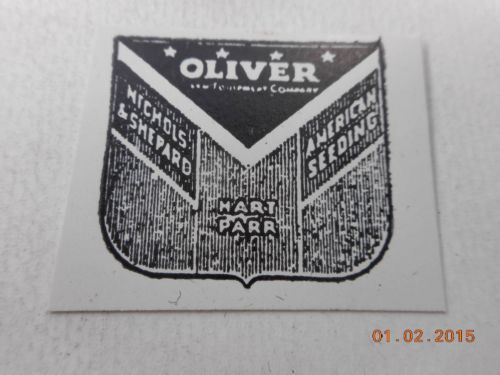 OLIVER
COMPANY
NICHOLS
& SHEPARD
AMERICAN
SEEDING
HART
PARR
01.02.2015